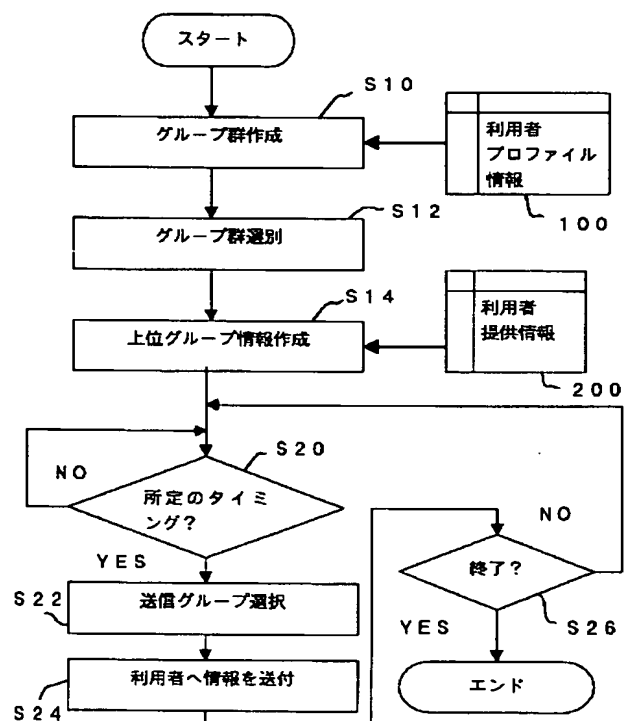 スタート
S10
グループ群作成
利用者
プロファイル
情報
100
S12
グループ群選別
S14
上位グループ情報作成
利用者
提供情報
200
S20
NO
所定のタイミ
ング?
YES
S22
送信グループ選択
S24
利用者へ情報を送付
NO
終了?
S26
YES
エンド